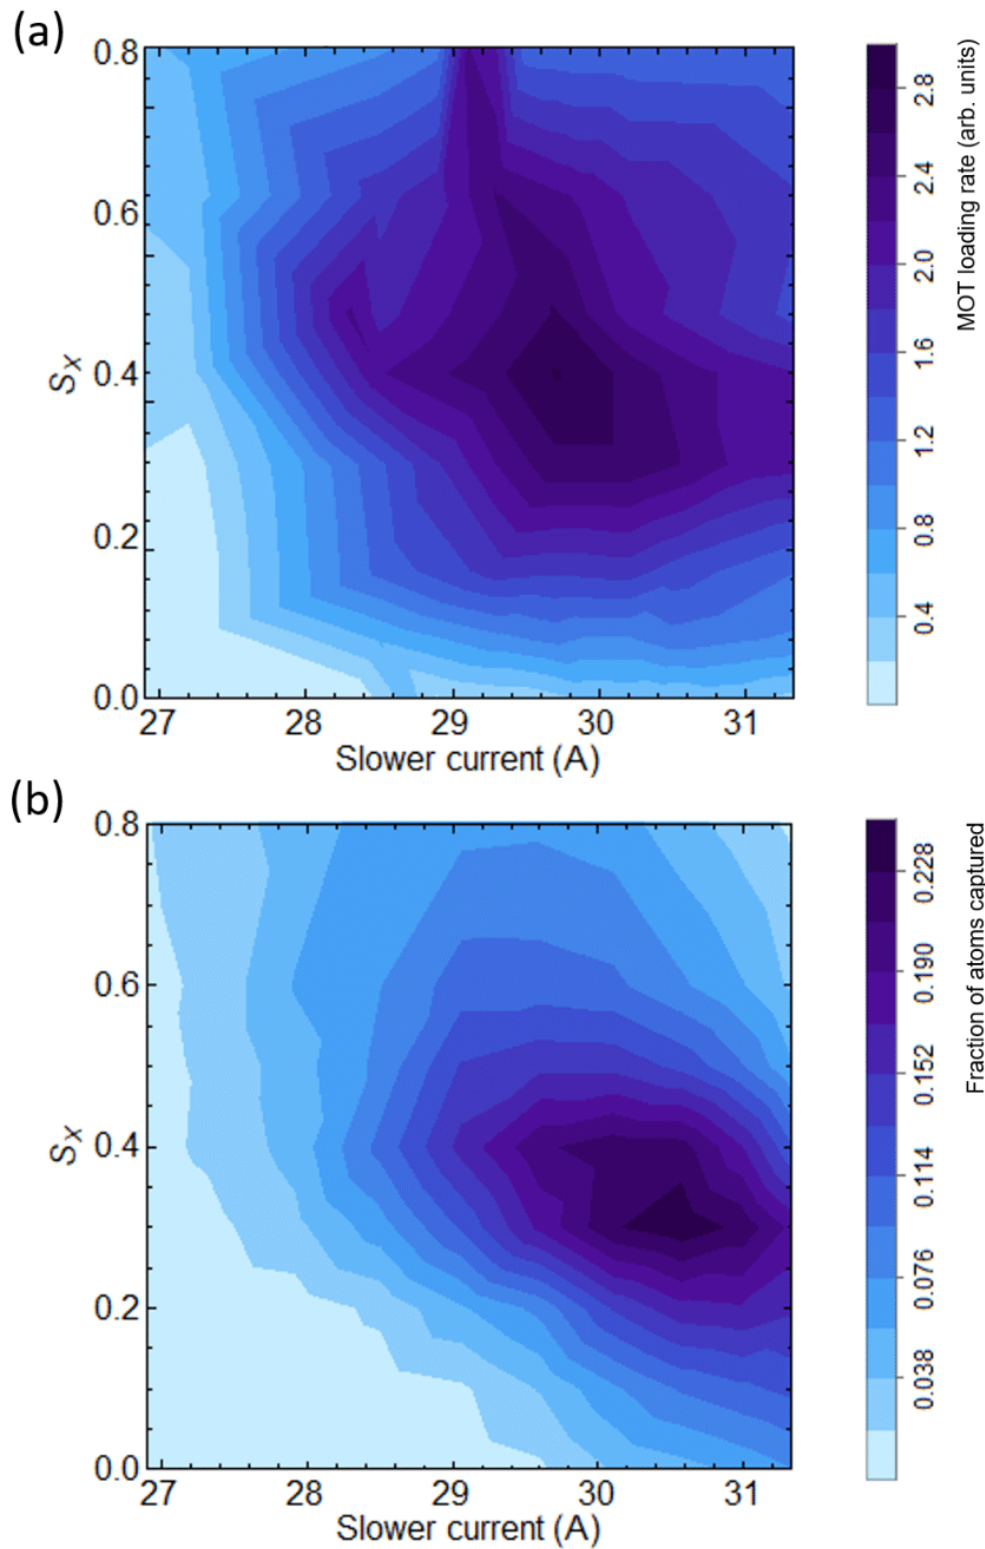 (a)
0.8
0.6
0.4
0.2
0.0
Sx
27 28 29 30 31
Slower current (A)
2.8
2.4
2.0
1.6
1.2
0.8
0.4
MOT loading rate (arb. units)
(b)
0.8
0.6
0.4
0.2
0.0
Sx
27 28 29 30 31
Slower current (A)
0.228
0.190
0.152
0.114
0.076
0.038
Fraction of atoms captured